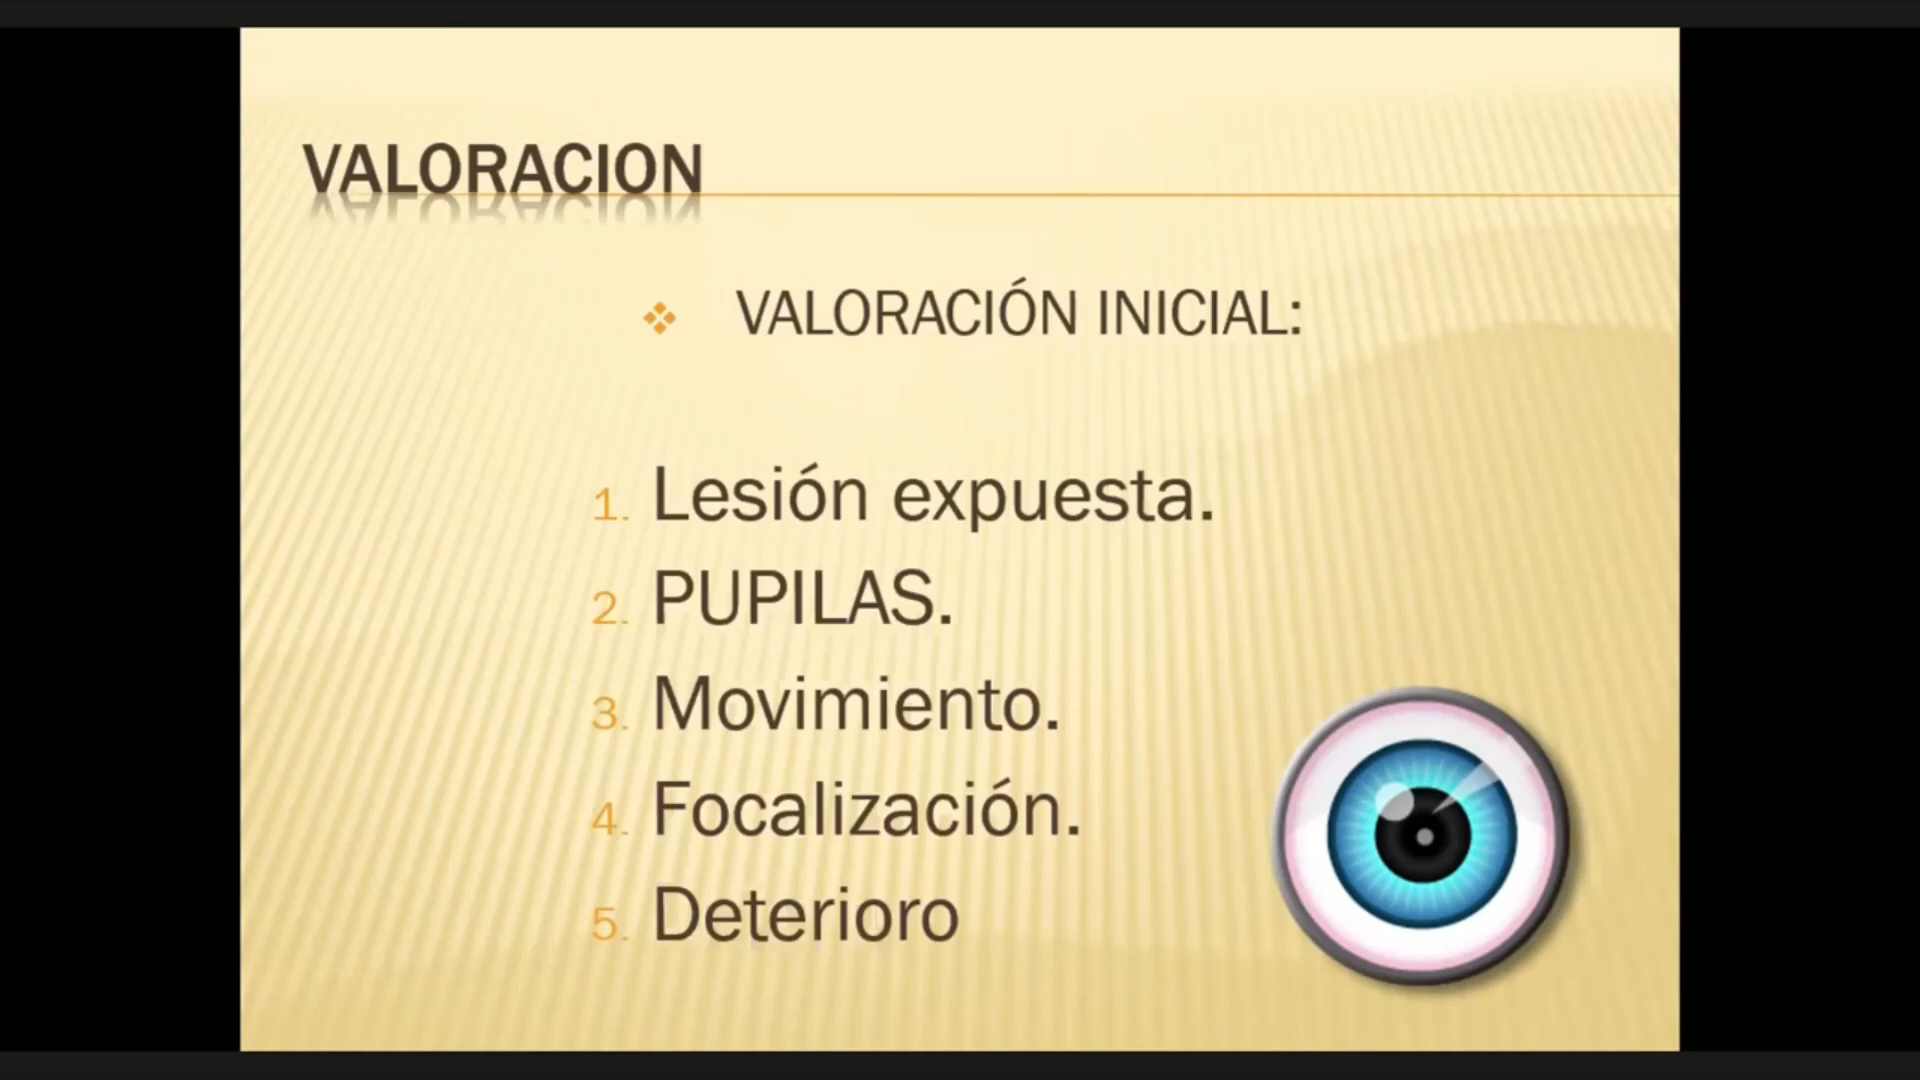 VALORACION
❖ VALORACIÓN INICIAL:
1. Lesión expuesta.
2. PUPILAS.
3. Movimiento.
4. Focalización.
5. Deterioro